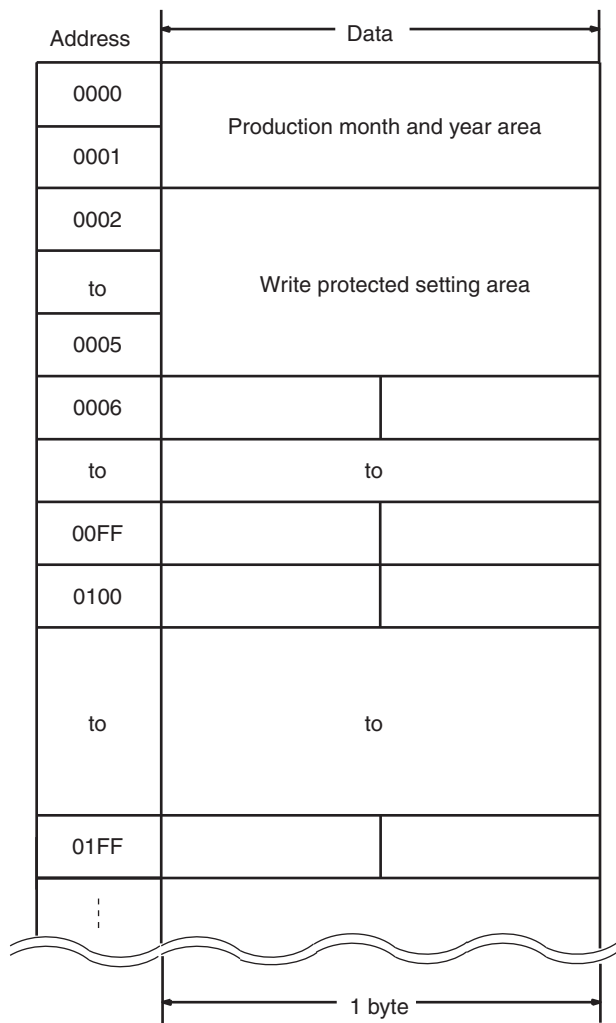 Address
Data
0000
Production month and year area
0001
0002
to
Write protected setting area
0005
0006
to
to
00FF
0100
to
to
01FF
1 byte